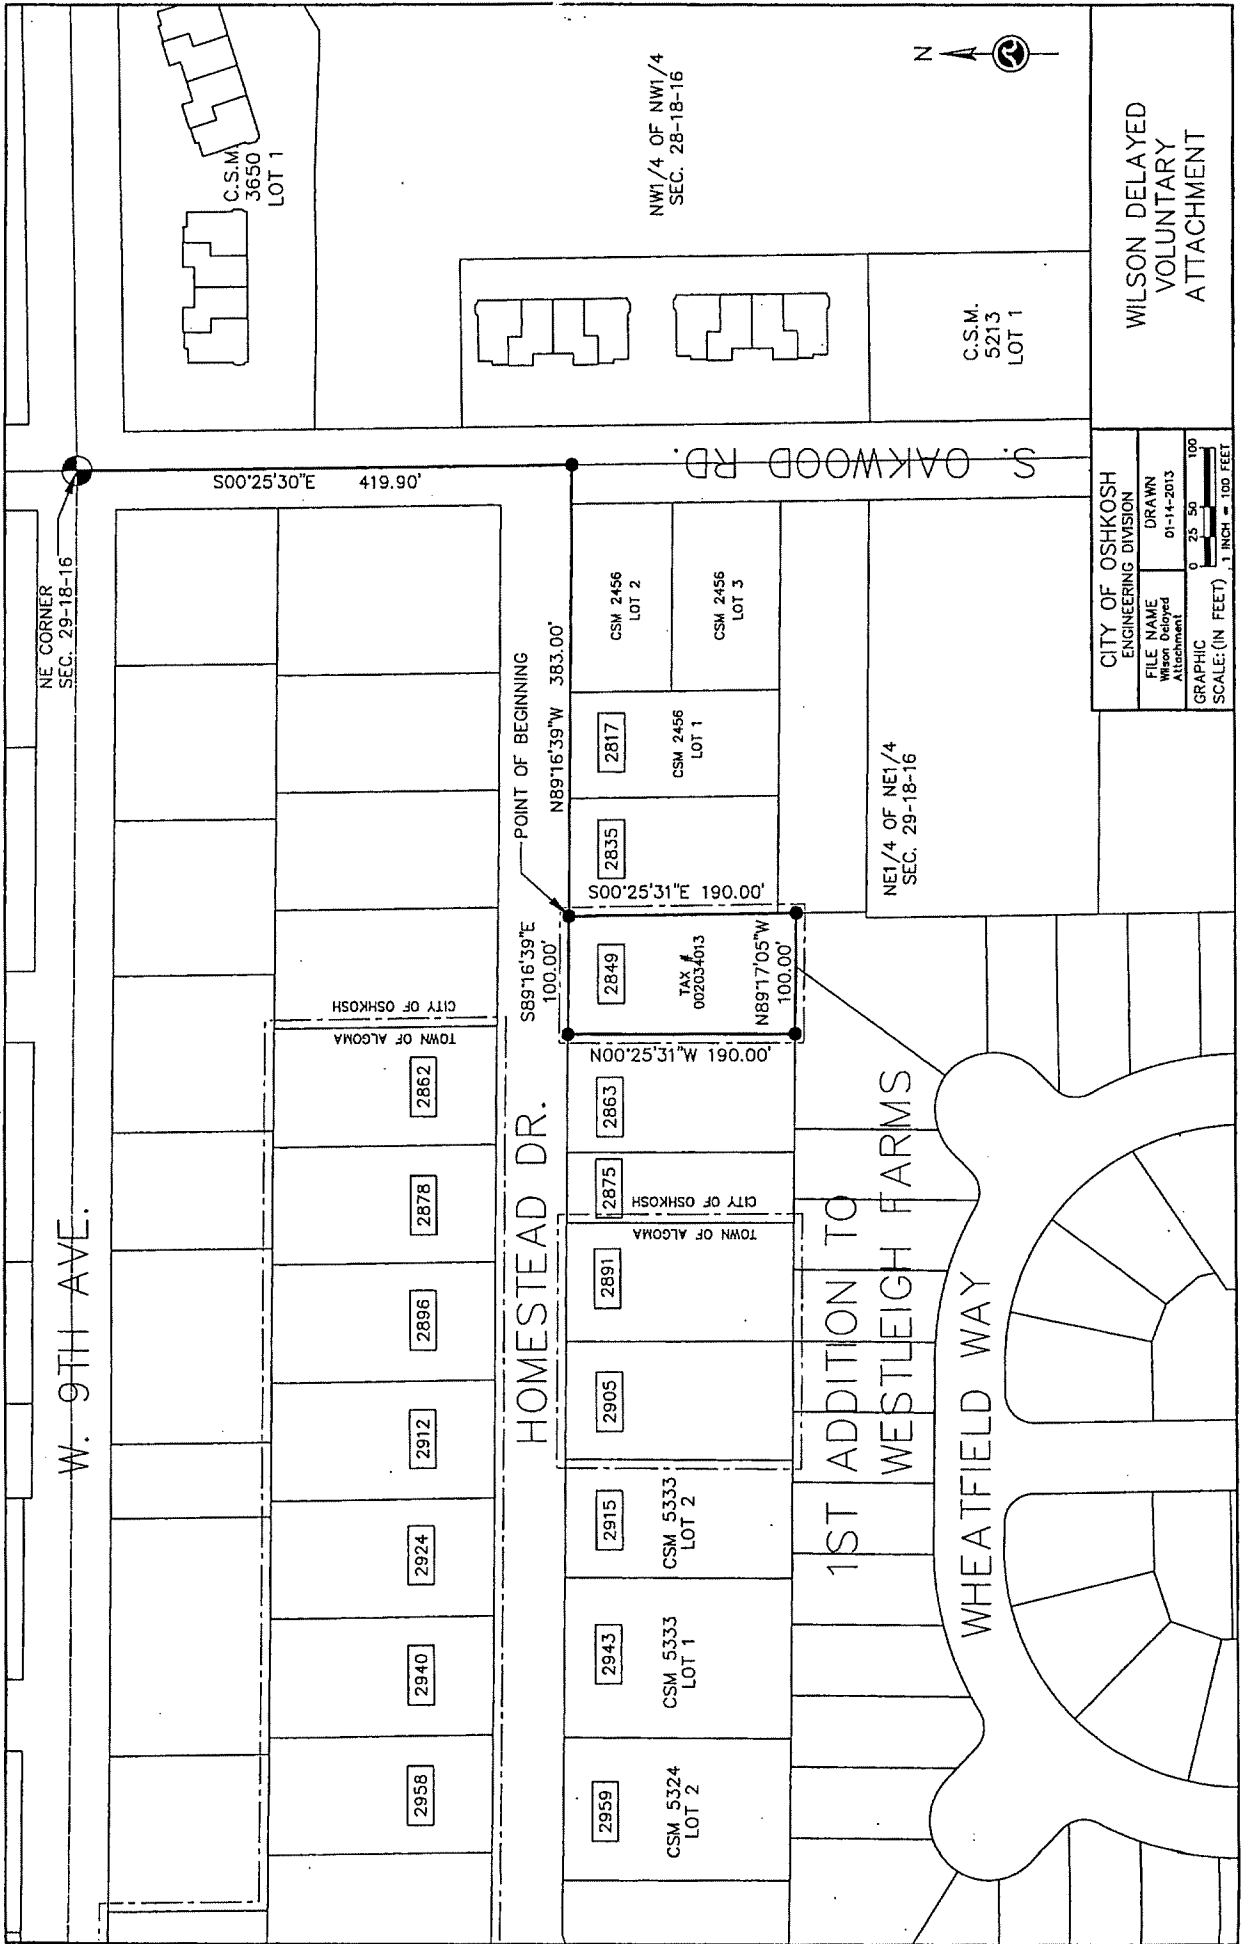 W. 9TH AVE.
NE CORNER
SEC. 29-18-16
C.S.M.
3650
LOT 1
N
S00°25'30"E 419.90'
NW1/4 OF NW1/4
SEC. 28-18-16
CITY OF OSHKOSH
TOWN OF ALGOMA
2958
2940
2924
2912
2896
2878
2862
HOMESTEAD DR.
POINT OF BEGINNING
S89°16'39"E
100.00'
N89°16'39"W 383.00'
S. OAKWOOD RD.
2959
CSM 5324
LOT 2
2943
CSM 5333
LOT 1
2915
CSM 5333
LOT 2
2905
2891
TOWN OF ALGOMA
CITY OF OSHKOSH
2875
2863
N00°25'31"W 190.00'
2849
TAX #
002034013
N89°17'05"W
100.00'
S00°25'31"E 190.00'
2835
2817
CSM 2456
LOT 1
CSM 2456
LOT 2
CSM 2456
LOT 3
C.S.M.
5213
LOT 1
1ST ADDITION TO
WESTLEIGH FARMS
NE1/4 OF NE1/4
SEC. 29-18-16
WHEATFIELD WAY
CITY OF OSHKOSH
ENGINEERING DIVISION
FILE NAME
Wilson Delayed
Attachment
DRAWN
01-14-2013
GRAPHIC
SCALE:(IN FEET)
0 25 50 100
1 INCH = 100 FEET
WILSON DELAYED
VOLUNTARY
ATTACHMENT